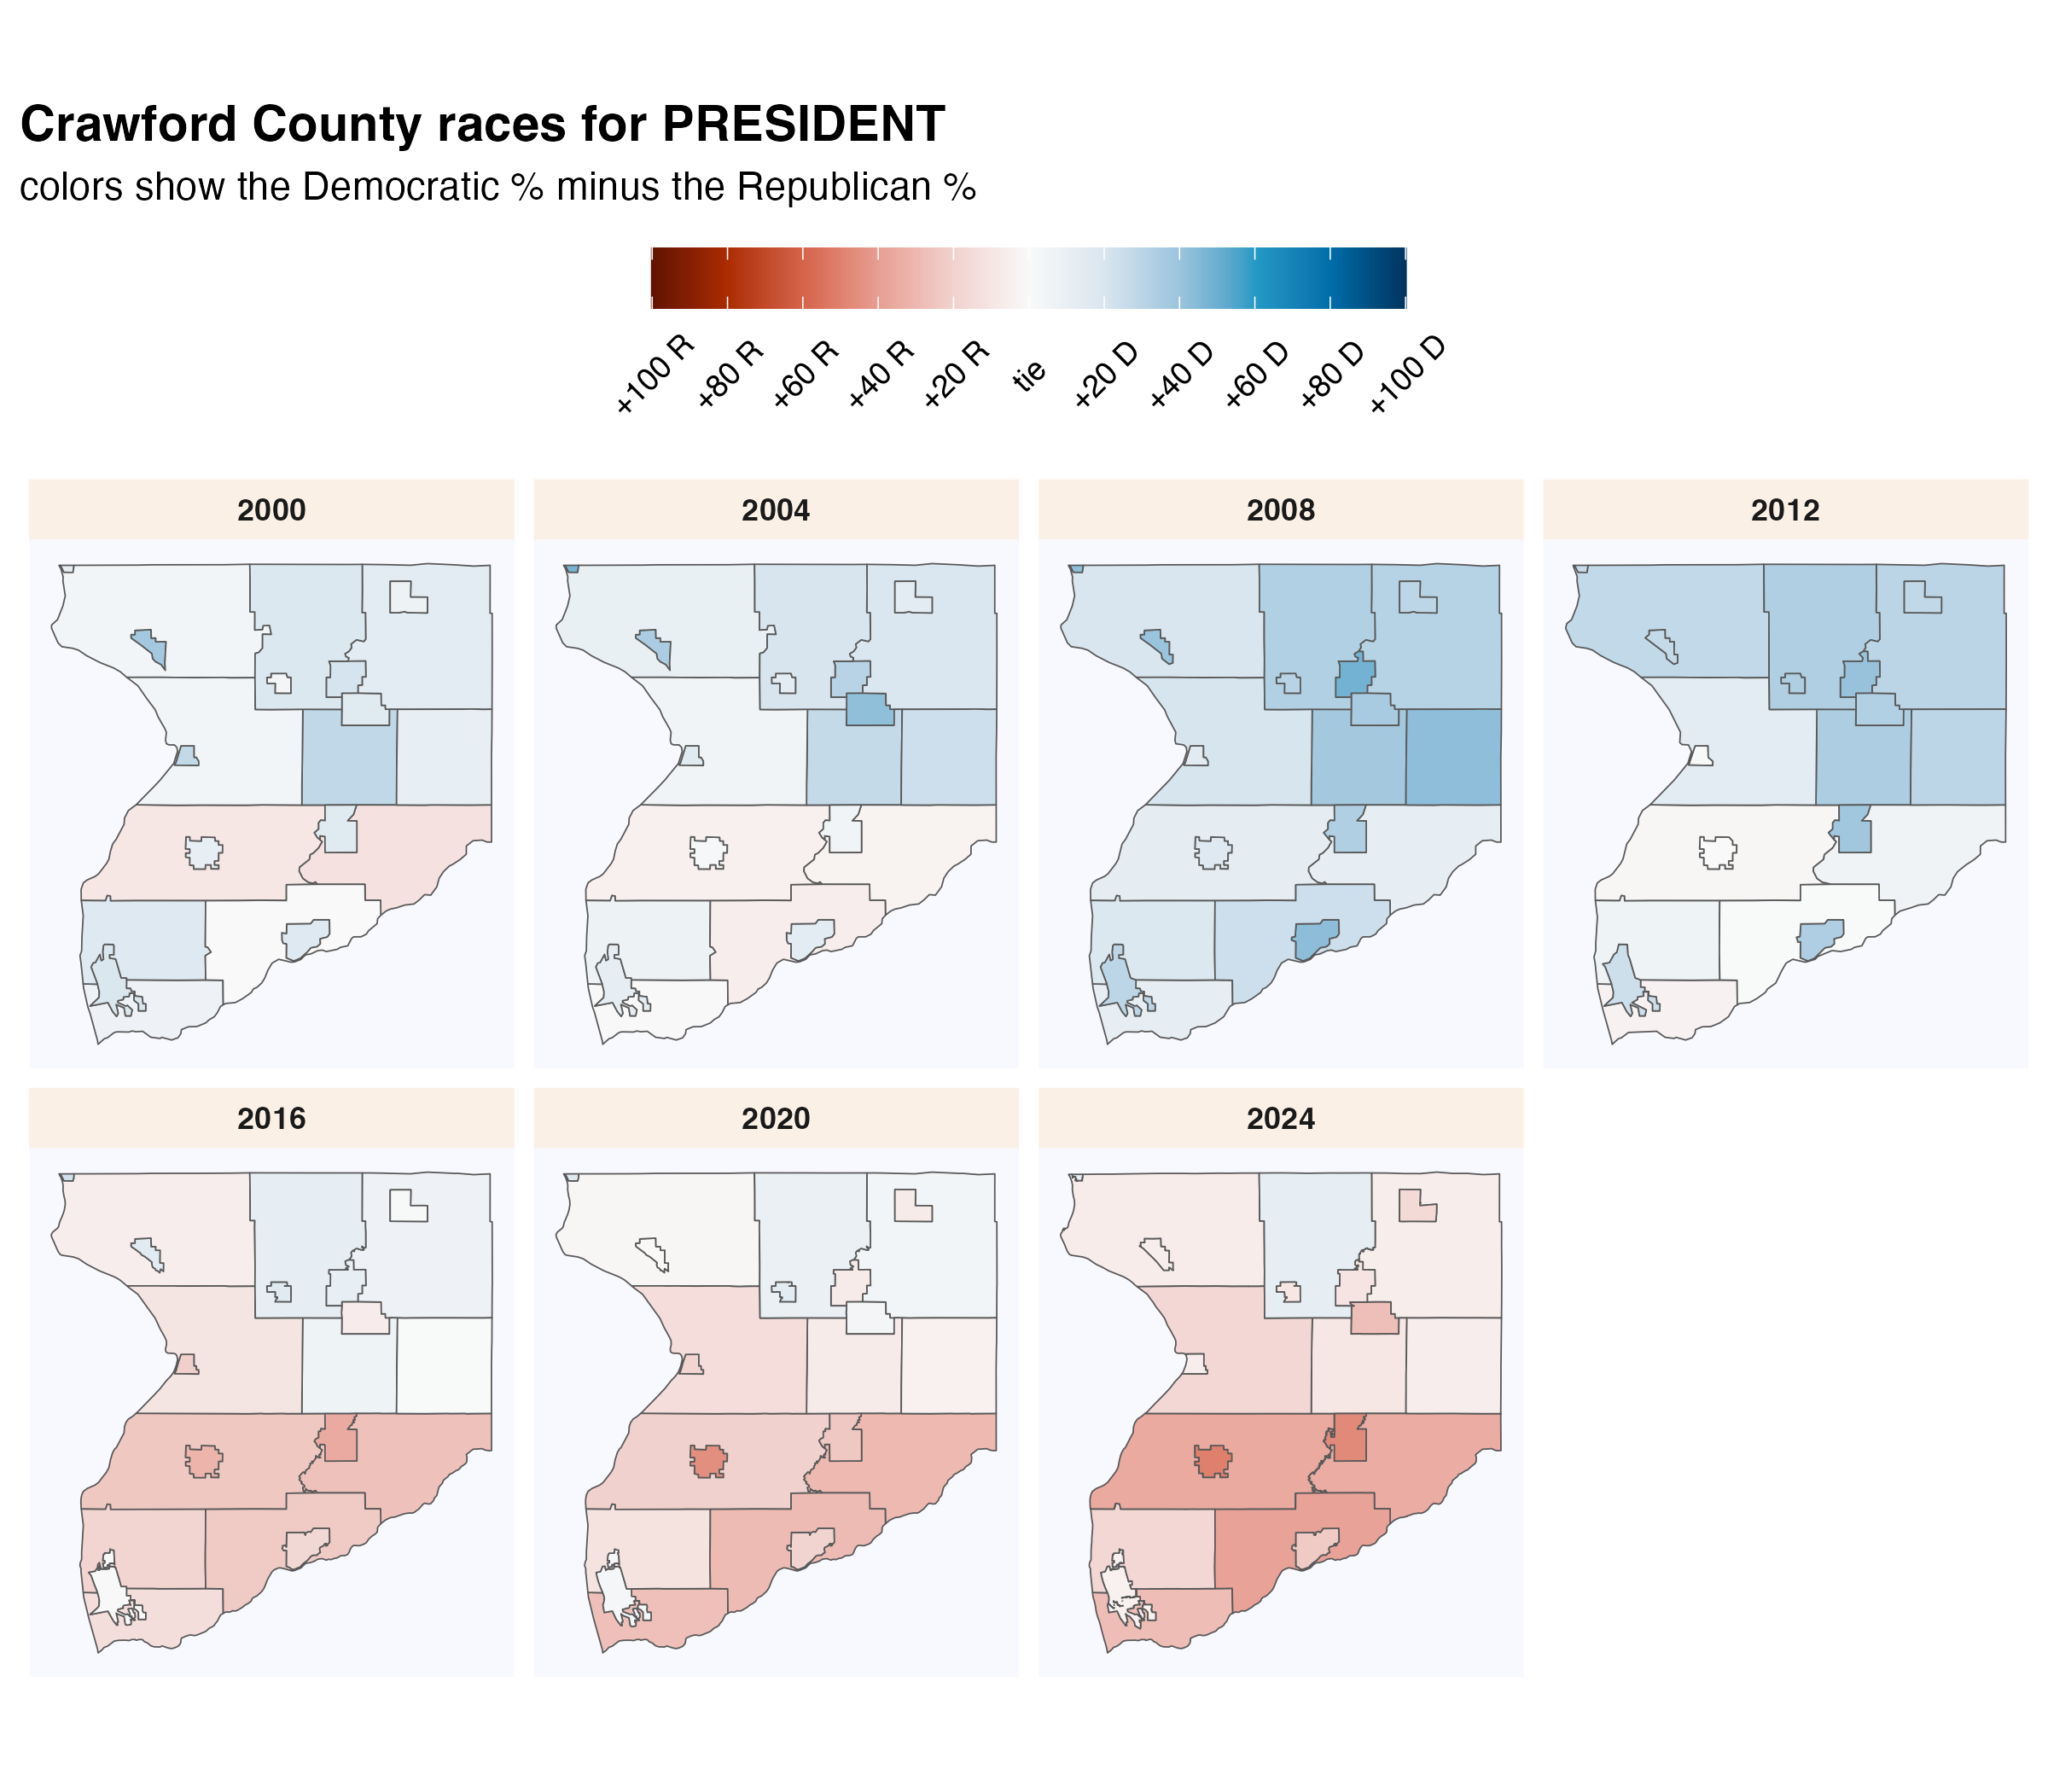 Crawford County races for PRESIDENT
colors show the Democratic % minus the Republican %
+100 R
+80 R
+60 R
+40 R
+20 R
tie
+20 D
+40 D
+60 D
+80 D
+100 D
2000
2004
2008
2012
2016
2020
2024